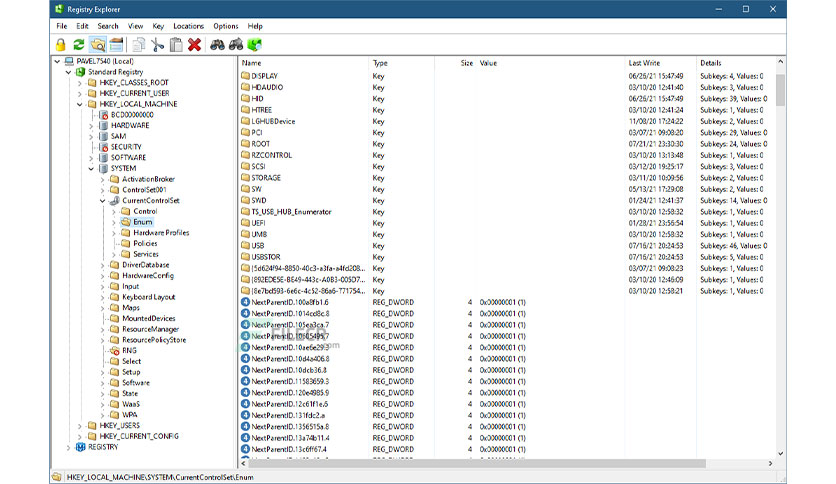 Registry Explorer
File Edit Search View Key Locations Options Help
PAVEL7540 (Local)
Standard Registry
HKEY_CLASSES_ROOT
HKEY_CURRENT_USER
HKEY_LOCAL_MACHINE
BCD00000000
HARDWARE
SAM
SECURITY
SOFTWARE
SYSTEM
ActivationBroker
ControlSet001
CurrentControlSet
Control
Enum
Hardware Profiles
Policies
Services
DriverDatabase
HardwareConfig
Input
Keyboard Layout
Maps
MountedDevices
ResourceManager
ResourcePolicyStore
RNG
Select
Setup
Software
State
WaaS
WPA
HKEY_USERS
HKEY_CURRENT_CONFIG
REGISTRY
Name Type Size Value Last Write Details
DISPLAY Key 06/26/21 15:47:49 Subkeys: 4, Values: 0
HDAUDIO Key 03/10/20 12:41:40 Subkeys: 3, Values: 0
HID Key 06/26/21 15:47:49 Subkeys: 39, Values: 0
HTREE Key 03/10/20 12:41:24 Subkeys: 1, Values: 0
LGHUBDevice Key 11/08/20 17:24:22 Subkeys: 2, Values: 0
PCI Key 03/07/21 09:08:20 Subkeys: 29, Values: 0
ROOT Key 07/21/21 23:30:30 Subkeys: 24, Values: 0
RZCONTROL Key 03/10/20 13:13:48 Subkeys: 1, Values: 0
SCSI Key 03/12/20 19:25:17 Subkeys: 3, Values: 0
STORAGE Key 03/11/20 10:09:56 Subkeys: 2, Values: 0
SW Key 05/13/21 17:29:08 Subkeys: 2, Values: 0
SWD Key 01/24/21 12:41:37 Subkeys: 14, Values: 0
TS_USB_HUB_Enumerator Key 03/10/20 12:58:32 Subkeys: 1, Values: 0
UEFI Key 01/28/21 23:56:54 Subkeys: 3, Values: 0
UMB Key 03/10/20 12:58:32 Subkeys: 1, Values: 0
USB Key 07/16/21 20:24:53 Subkeys: 46, Values: 0
USBSTOR Key 07/16/21 20:24:53 Subkeys: 5, Values: 0
{5d624f94-8850-40c3-a3fa-a4fd208... Key 03/07/21 09:08:23 Subkeys: 1, Values: 0
{892EDE5E-BE49-443c-A0B3-005D7... Key 03/10/20 12:46:09 Subkeys: 1, Values: 0
{8e7bd593-6e6c-4c52-86a6-771754... Key 03/10/20 12:58:21 Subkeys: 1, Values: 0
NextParentID.100a8fb1.6 REG_DWORD 4 0x00000001 (1)
NextParentID.1014cd8c.8 REG_DWORD 4 0x00000001 (1)
NextParentID.105ea3ca.7 REG_DWORD 4 0x00000001 (1)
REG_DWORD 4 0x00000001 (1)
NextParentID.10ae6e29.3 REG_DWORD 4 0x00000001 (1)
NextParentID.10d4a406.8 REG_DWORD 4 0x00000001 (1)
NextParentID.10dcb36.8 REG_DWORD 4 0x00000001 (1)
NextParentID.11583659.3 REG_DWORD 4 0x00000001 (1)
NextParentID.120e4985.9 REG_DWORD 4 0x00000001 (1)
NextParentID.12c61f1e.6 REG_DWORD 4 0x00000001 (1)
NextParentID.131fdc2.a REG_DWORD 4 0x00000001 (1)
NextParentID.1356515a.8 REG_DWORD 4 0x00000001 (1)
NextParentID.13a74b11.4 REG_DWORD 4 0x00000001 (1)
NextParentID.13c6ff67.4 REG_DWORD 4 0x00000001 (1)
FILECR
.com
HKEY_LOCAL_MACHINE\SYSTEM\CurrentControlSet\Enum